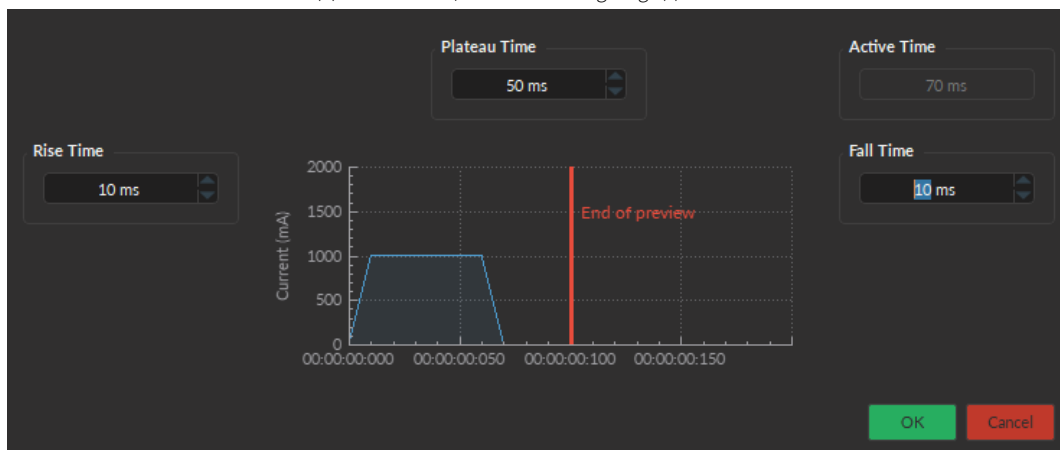 Plateau Time
50 ms
Active Time
70 ms
Rise Time
10 ms
Fall Time
10 ms
2000
1500
1000
500
0
Current (mA)
End of preview
00:00:00:000 00:00:00:050 00:00:00:100 00:00:00:150
OK Cancel